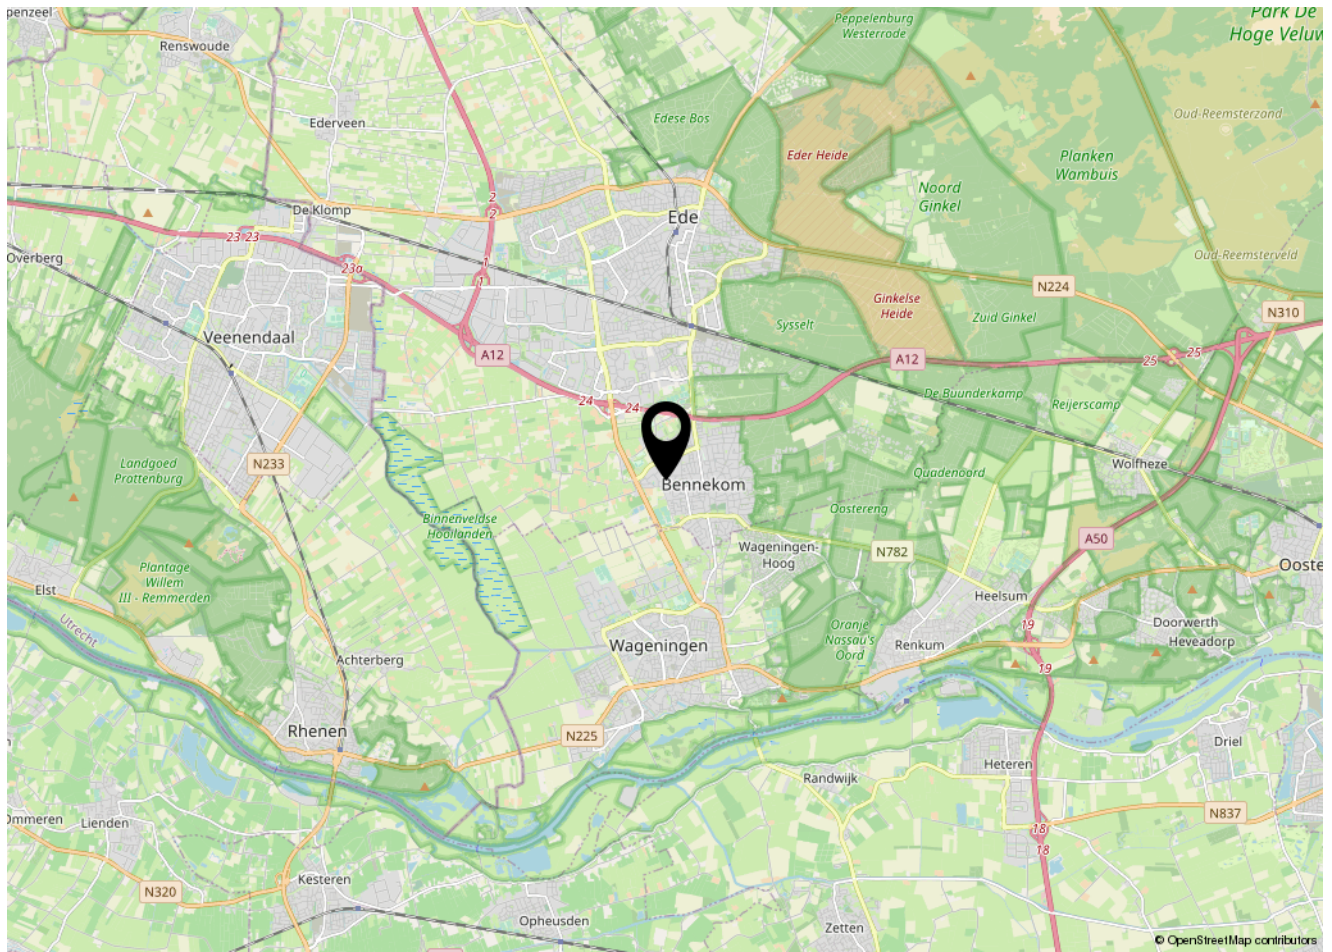 penzeel
Renswoude
Peppelenburg
Westerrode
Park De
Hoge Veluw
Ederveen
Edese Bos
Oud-Reemsterzand
Eder Heide
Planken
Wambuis
Noord
Ginkel
2
2
De Klomp
Ede
23 23
Overberg
23a
1
1
Oud-Reemsterveld
N224
Ginkelse
Heide
N310
Zuid Ginkel
Sysselt
Veenendaal
A12
A12
25
25
De Buunderkamp
Reijerscamp
24
24
Landgoed
Prattenburg
N233
Quadenoord
Wolfheze
Bennekom
Oostereng
Binnenveldse
Hooilanden
A50
Wageningen-
Hoog
N782
Ooste
Plantage
Willem
III - Remmerden
Elst
Heelsum
Utrecht
Oranje
Nassau's
Oord
19
Doorwerth
Heveadorp
Wageningen
Renkum
Achterberg
19
Rhenen
N225
Driel
Heteren
Randwijk
Ommeren
Lienden
N837
18
18
Kesteren
N320
Opheusden
Zetten
© OpenStreetMap contributors